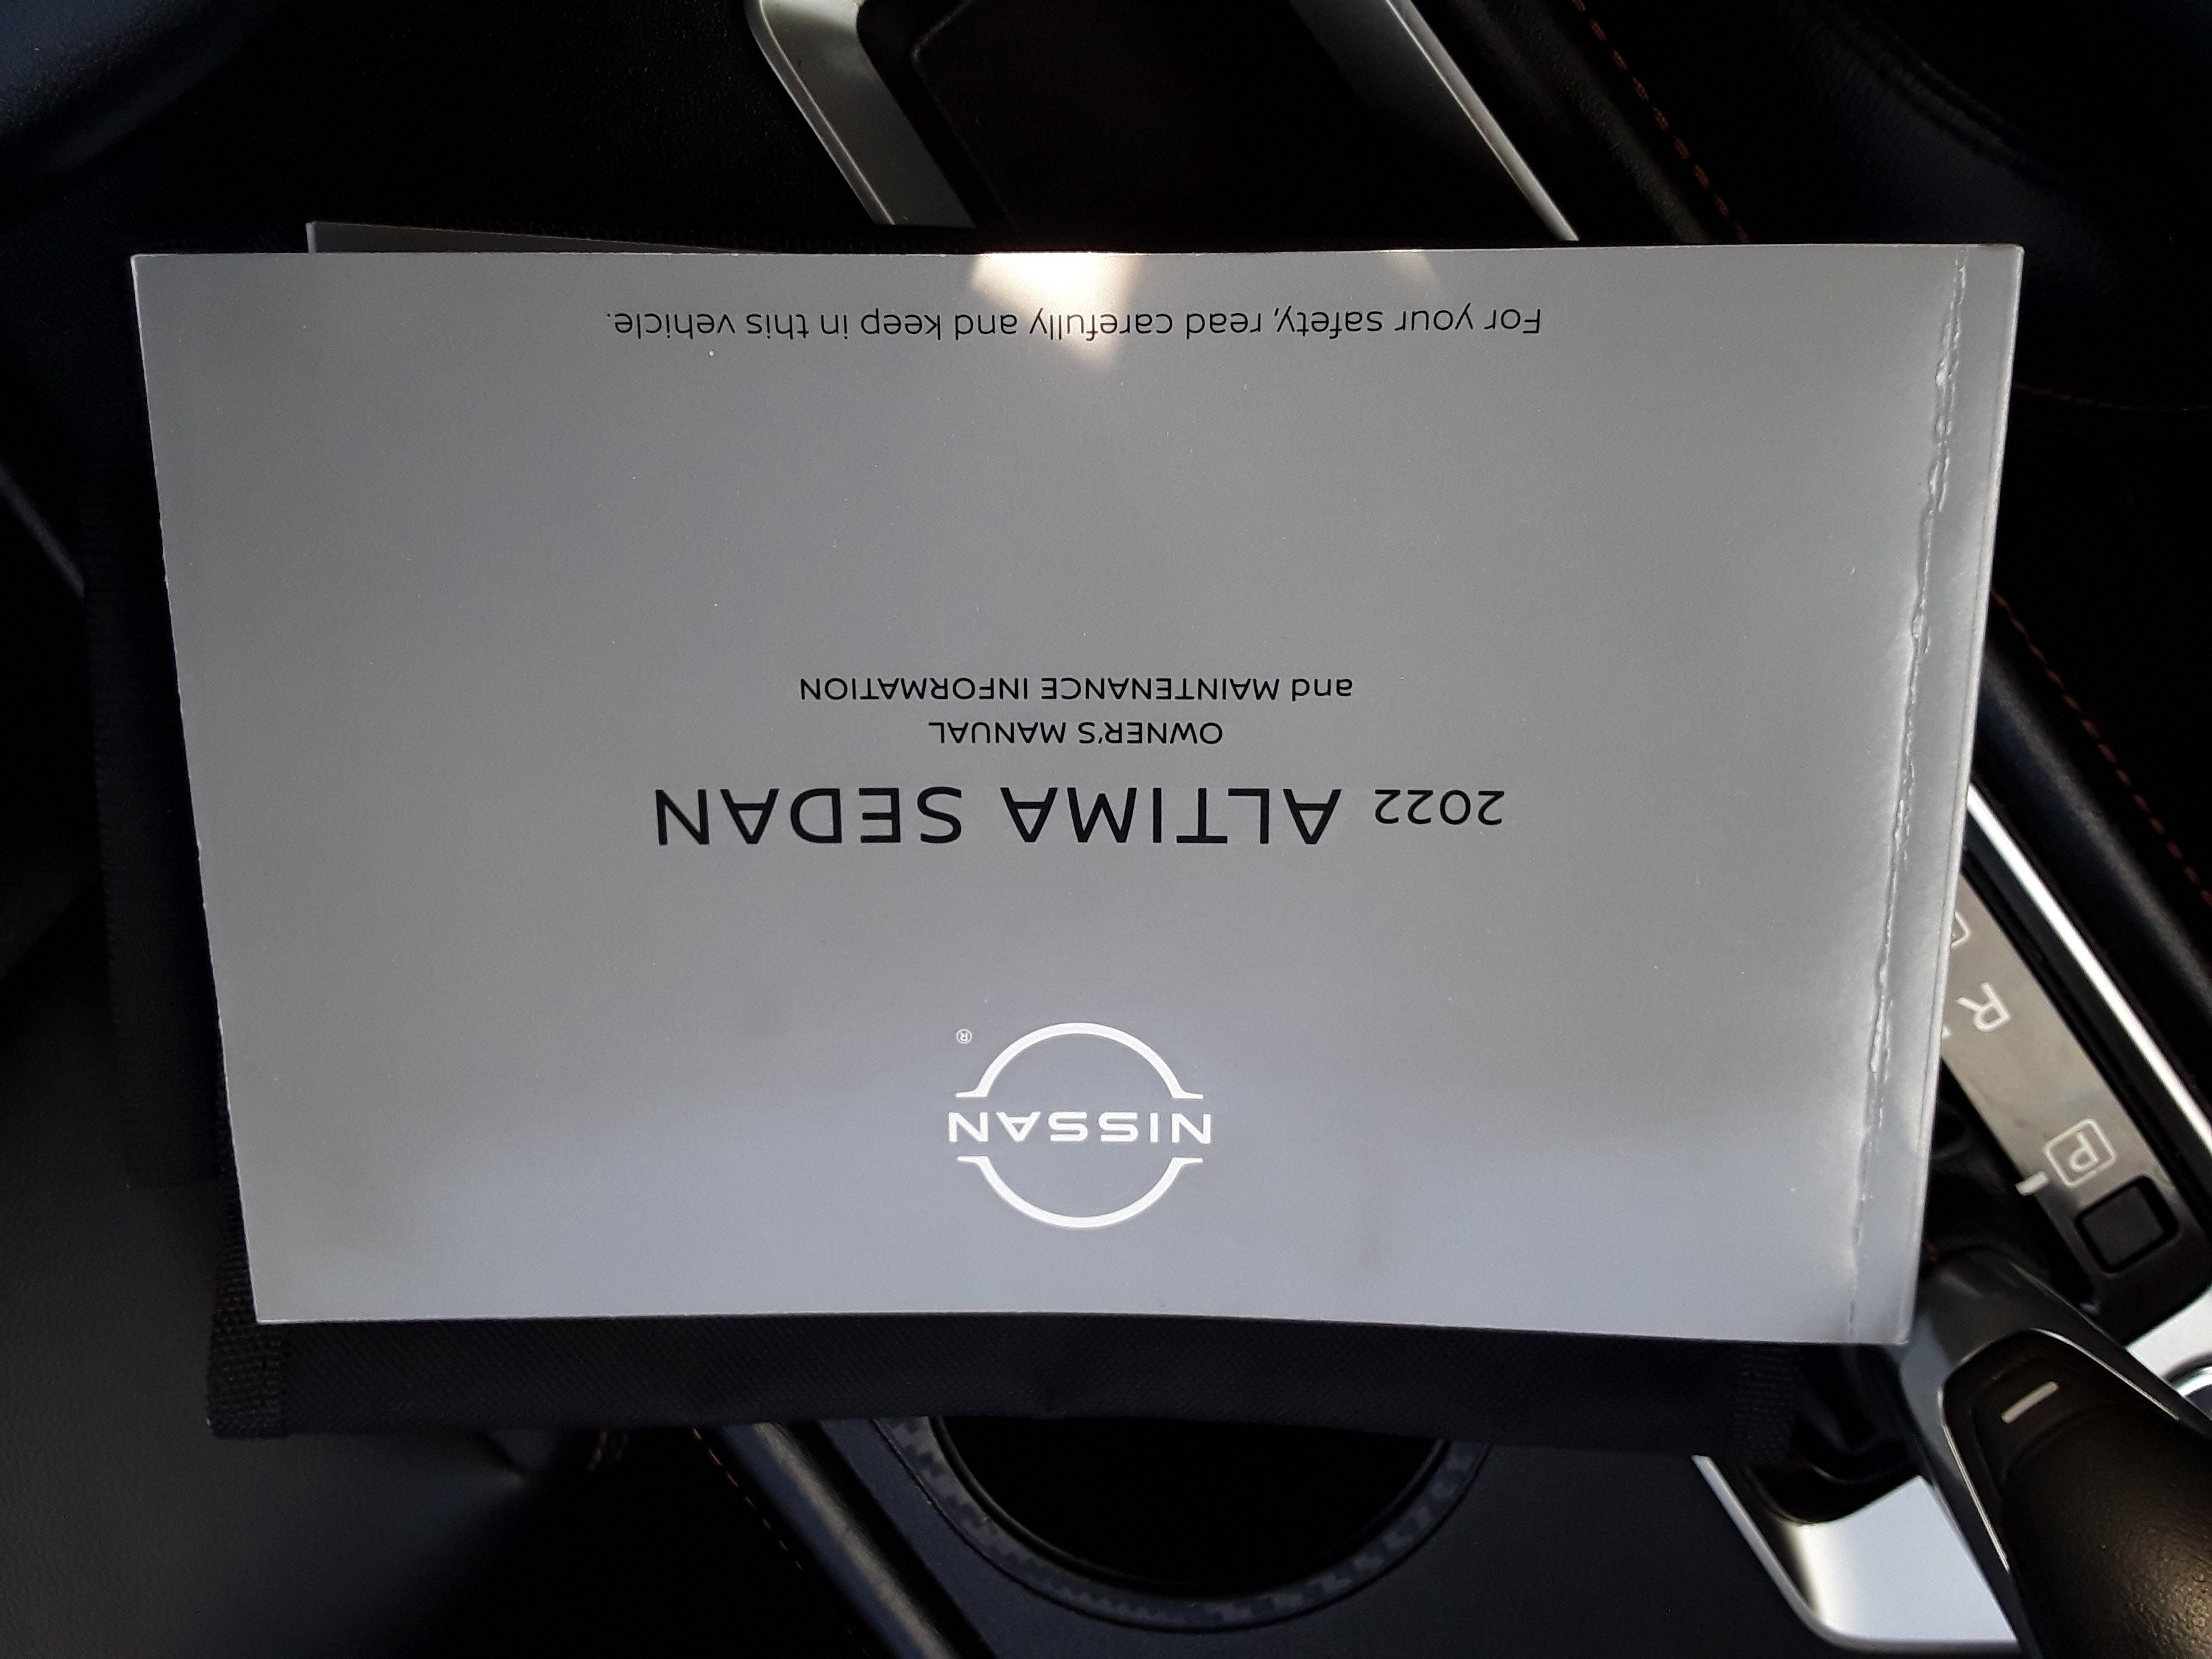 NISSAN
®
2022 ALTIMA SEDAN
OWNER'S MANUAL
and MAINTENANCE INFORMATION
For your safety, read carefully and keep in this vehicle.
P
R